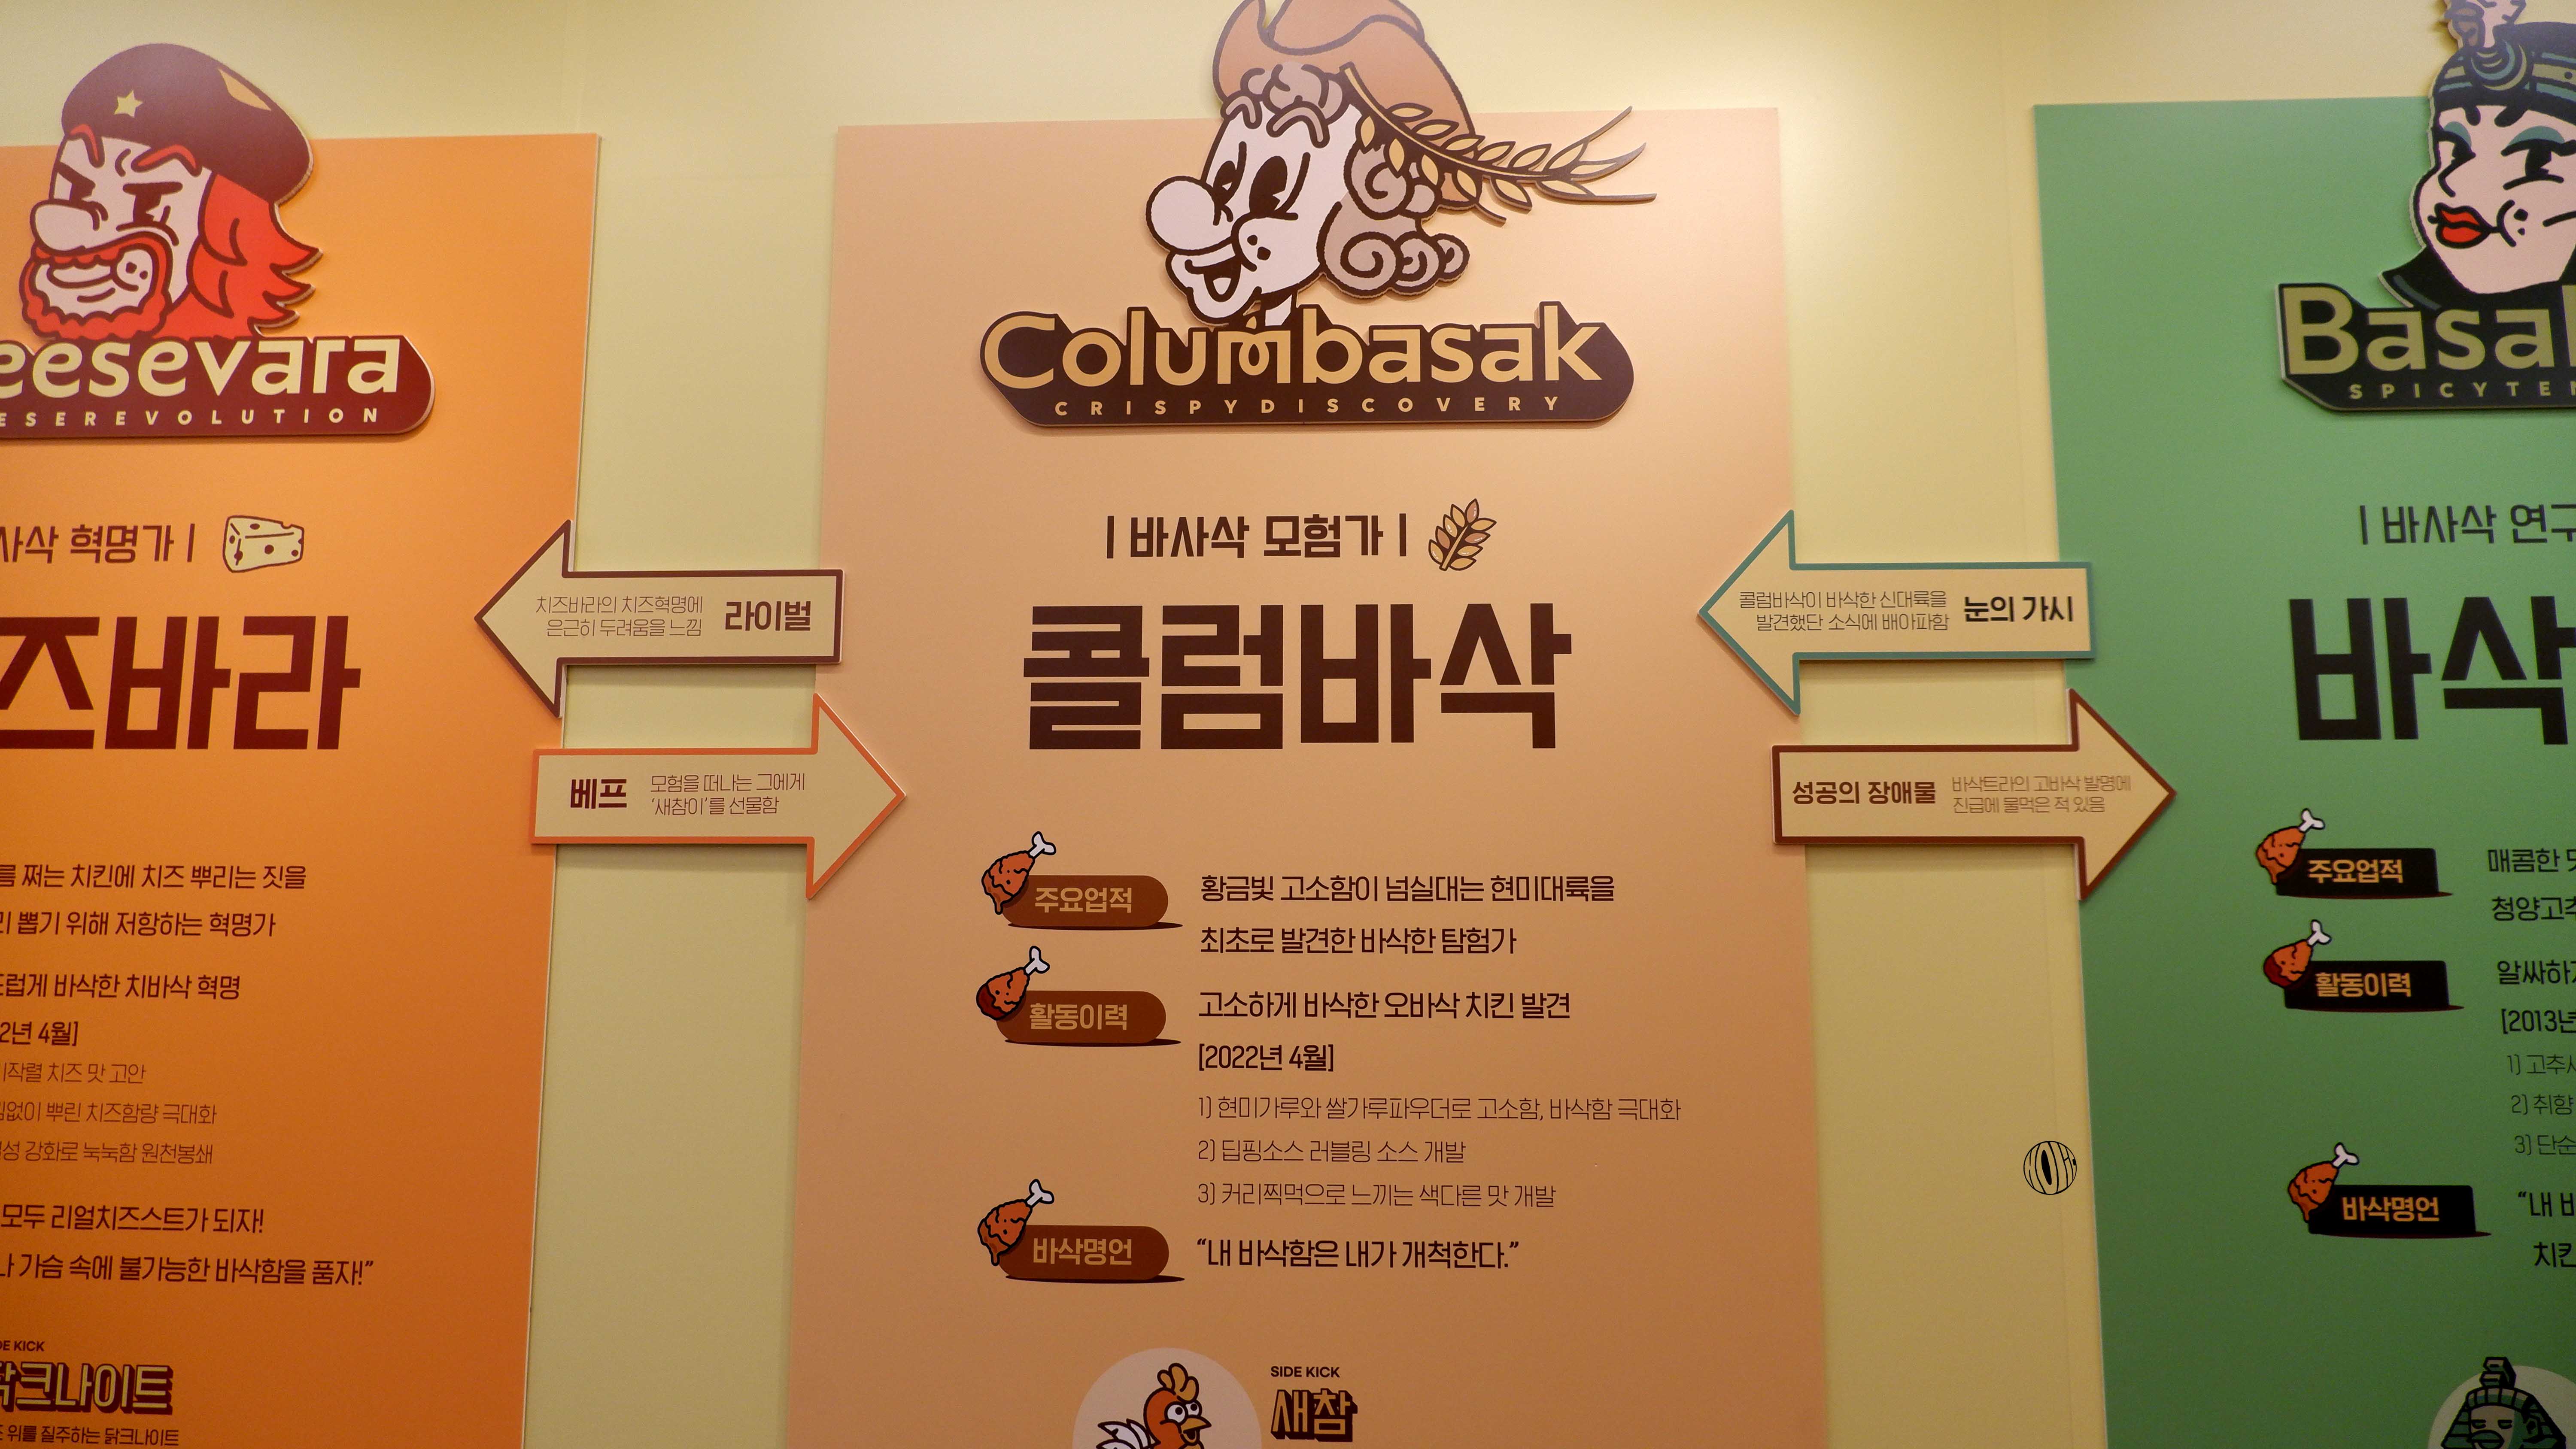 eesevara
ESEREVOLUTION
사삭 혁명가 |
즈바라
름 쩌는 치킨에 치즈 뿌리는 짓을
뽑기 위해 저항하는 혁명가
럽게 바삭한 치바삭 혁명
2년 4월]
작렬 치즈 맛 고안
없이 뿌린 치즈함량 극대화
성 강화로 눅눅함 원천봉쇄
모두 리얼치즈스트가 되자!
가슴 속에 불가능한 바삭함을 품자!”
DE KICK
닭크나이트
위를 질주하는 닭크나이트
치즈바라의 치즈혁명에
은근히 두려움을 느낌
라이벌
베프
모험을 떠나는 그에게
‘새참이’를 선물함
Columbasak
CRISPYDISCOVERY
| 바사삭 모험가 |
콜럼바삭
주요업적
황금빛 고소함이 넘실대는 현미대륙을
최초로 발견한 바삭한 탐험가
활동이력
고소하게 바삭한 오바삭 치킨 발견
[2022년 4월]
1) 현미가루와 쌀가루파우더로 고소함, 바삭함 극대화
2) 딥핑소스 러블링 소스 개발
3) 커리찍먹으로 느끼는 색다른 맛 개발
바삭명언
“내 바삭함은 내가 개척한다.”
SIDE KICK
새참
콜럼바삭이 바삭한 신대륙을
발견했단 소식에 배아파함
눈의 가시
성공의 장애물
바삭트라의 고바삭 발명에
진급에 물먹은 적 있음
Basa
SPICYTE
| 바사삭 연구
바삭
주요업적
매콤한
청양고추
활동이력
알싸하
[2013년
1) 고추
2) 취향
3) 단순
바삭명언
“내 바
치킨